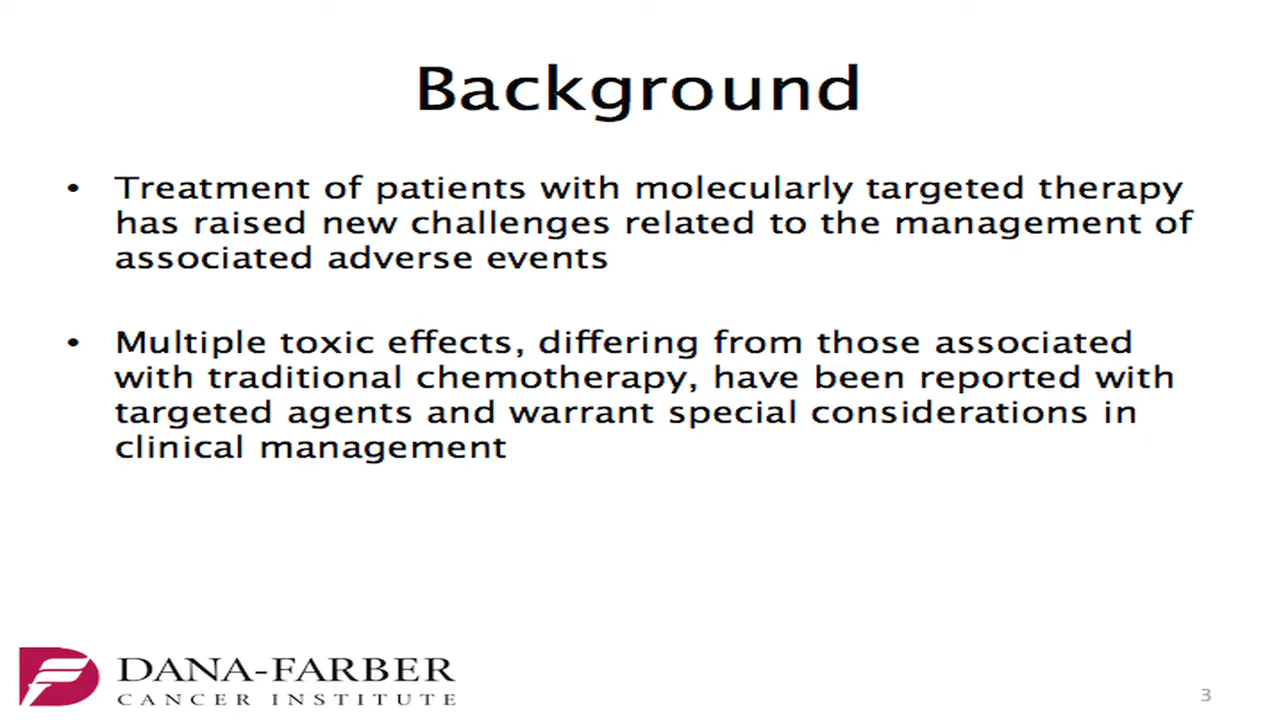 Background
• Treatment of patients with molecularly targeted therapy
has raised new challenges related to the management of
associated adverse events
• Multiple toxic effects, differing from those associated
with traditional chemotherapy, have been reported with
targeted agents and warrant special considerations in
clinical management
DANA-FARBER
CANCER INSTITUTE
3